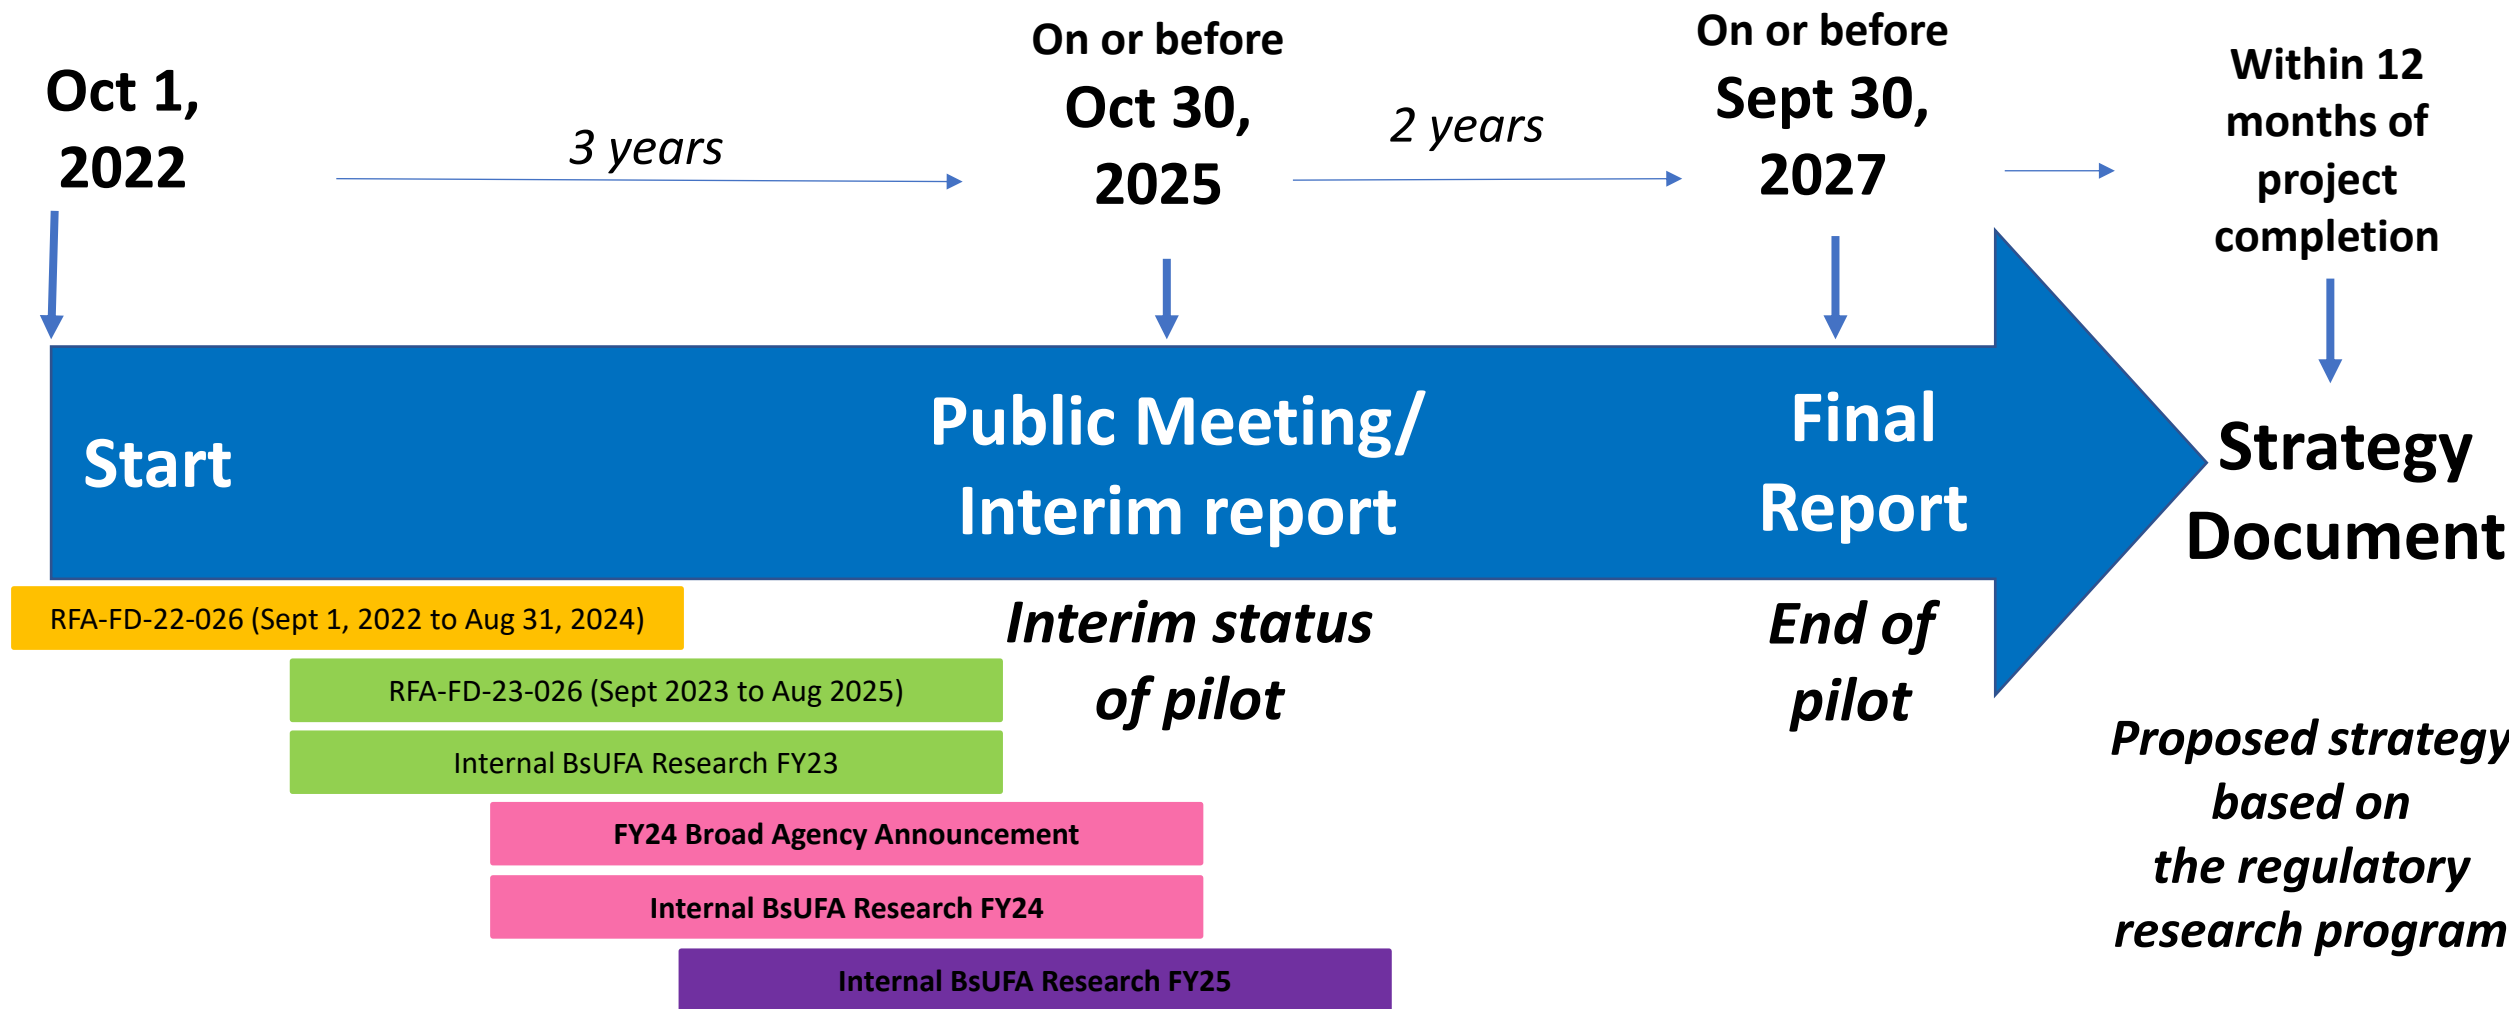 Oct 1,
2022
3 years
On or before
Oct 30,
2025
2 years
On or before
Sept 30,
2027
Within 12
months of
project
completion
Start
Public Meeting/
Interim report
Final
Report
Strategy
Document
RFA-FD-22-026 (Sept 1, 2022 to Aug 31, 2024)
RFA-FD-23-026 (Sept 2023 to Aug 2025)
Internal BsUFA Research FY23
FY24 Broad Agency Announcement
Internal BsUFA Research FY24
Internal BsUFA Research FY25
Interim status
of pilot
End of
pilot
Proposed strategy
based on
the regulatory
research program